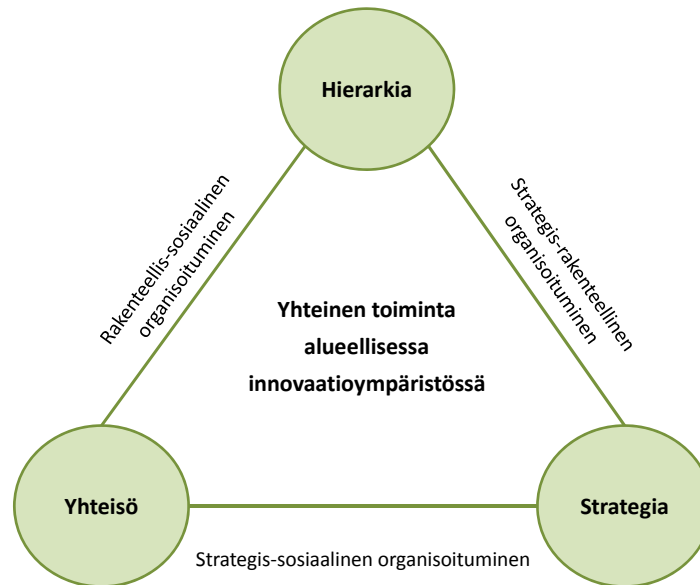 Hierarkia
Rakenteellis-sosiaalinen
organisoituminen
Strategis-rakenteellinen
organisoituminen
Yhteinen toiminta
alueellisessa
innovaatioympäristössä
Yhteisö
Strategia
Strategis-sosiaalinen organisoituminen